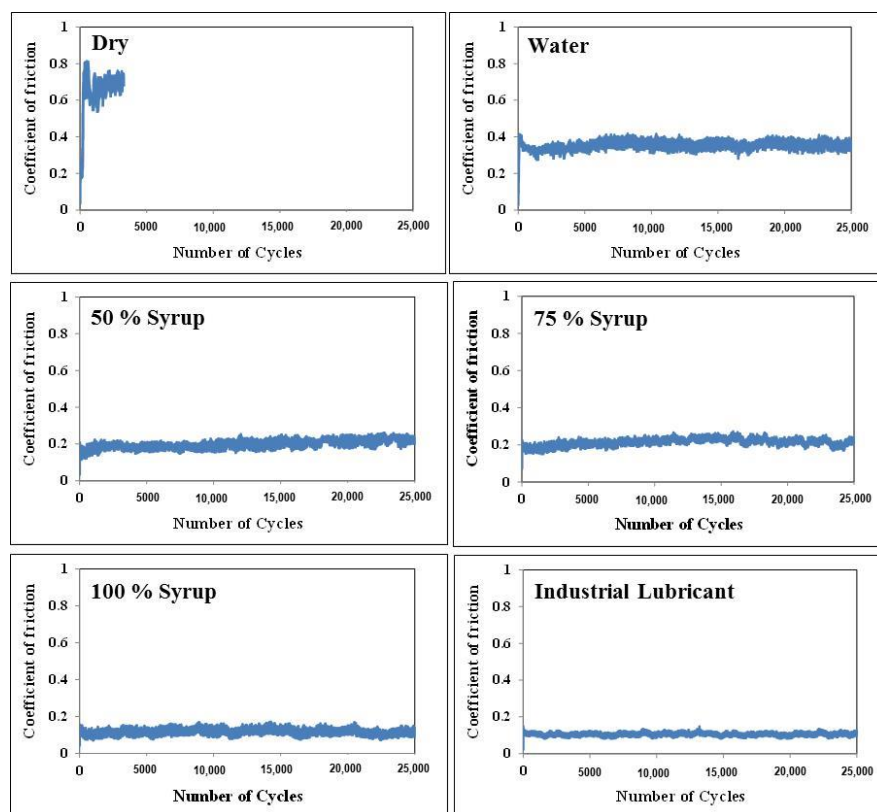 Dry
Coefficient of friction
1
0.8
0.6
0.4
0.2
0
0 5000 10,000 15,000 20,000 25,000
Number of Cycles
Water
Coefficient of friction
1
0.8
0.6
0.4
0.2
0
0 5000 10,000 15,000 20,000 25,000
Number of Cycles
50 % Syrup
Coefficient of friction
1
0.8
0.6
0.4
0.2
0
0 5000 10,000 15,000 20,000 25,000
Number of Cycles
75 % Syrup
Coefficient of friction
1
0.8
0.6
0.4
0.2
0
0 5000 10,000 15,000 20,000 25,000
Number of Cycles
100 % Syrup
Coefficient of friction
1
0.8
0.6
0.4
0.2
0
0 5000 10,000 15,000 20,000 25,000
Number of Cycles
Industrial Lubricant
Coefficient of friction
1
0.8
0.6
0.4
0.2
0
0 5000 10,000 15,000 20,000 25,000
Number of Cycles